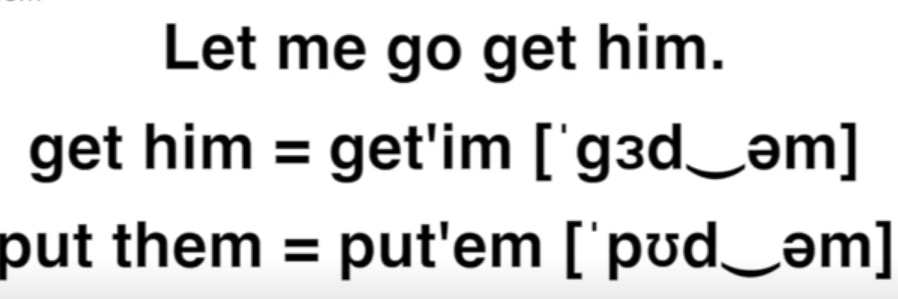 Let me go get him.
get him = get'im [ˈgɜd‿əm]
put them = put'em [ˈpʊd‿əm]